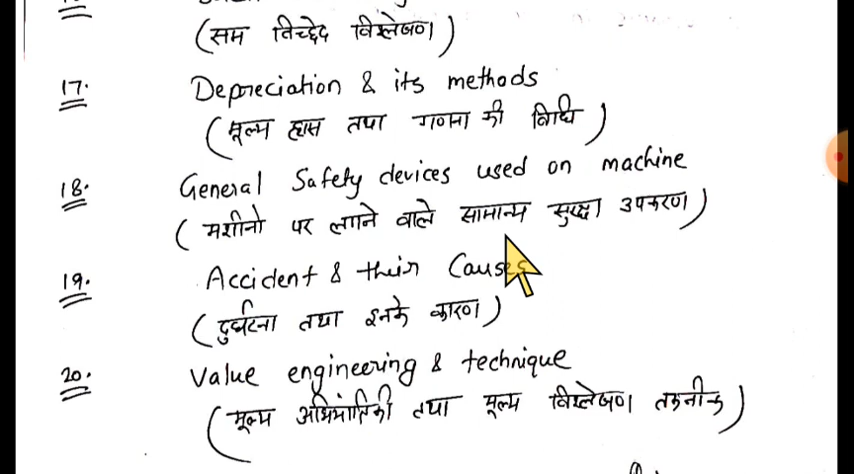 (सम विच्छेद विश्लेषण)
17. Depreciation & its methods
(मूल्य ह्रास तथा गणना की विधि)
18. General Safety devices used on machine
(मशीनो पर लगाने वाले सामान्य सुरक्षा उपकरण)
19. Accident & their Causes
(दुर्घटना तथा इनके कारण)
20. Value engineering & technique
(मूल्य अभियांत्रिकी तथा मूल्य विश्लेषण तकनीक)